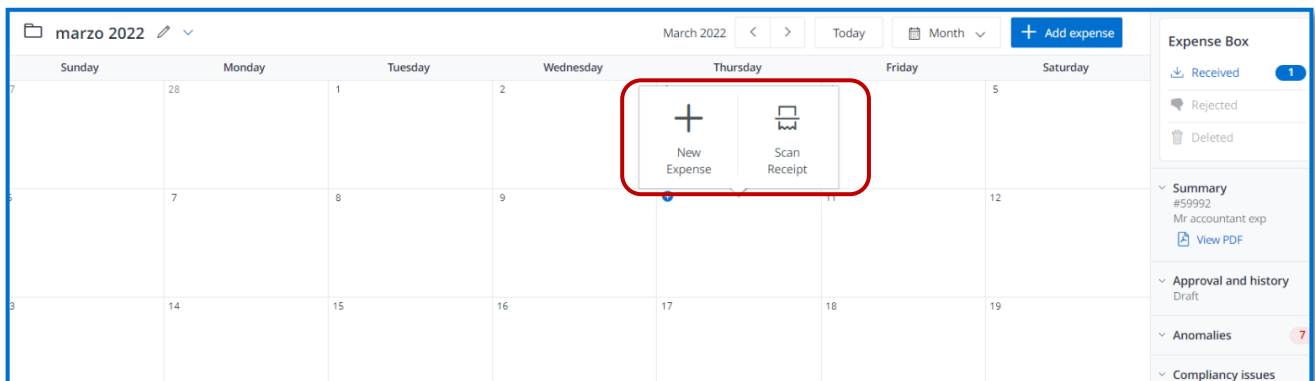 marzo 2022
March 2022
Today
Month
Add expense
Sunday Monday Tuesday Wednesday Thursday Friday Saturday
7 28 1 2 5
New
Expense
Scan
Receipt
7 8 9 11 12
14 15 16 17 18 19
Expense Box
Received 1
Rejected
Deleted
Summary
#59992
Mr accountant exp
View PDF
Approval and history
Draft
Anomalies 7
Compliancy issues